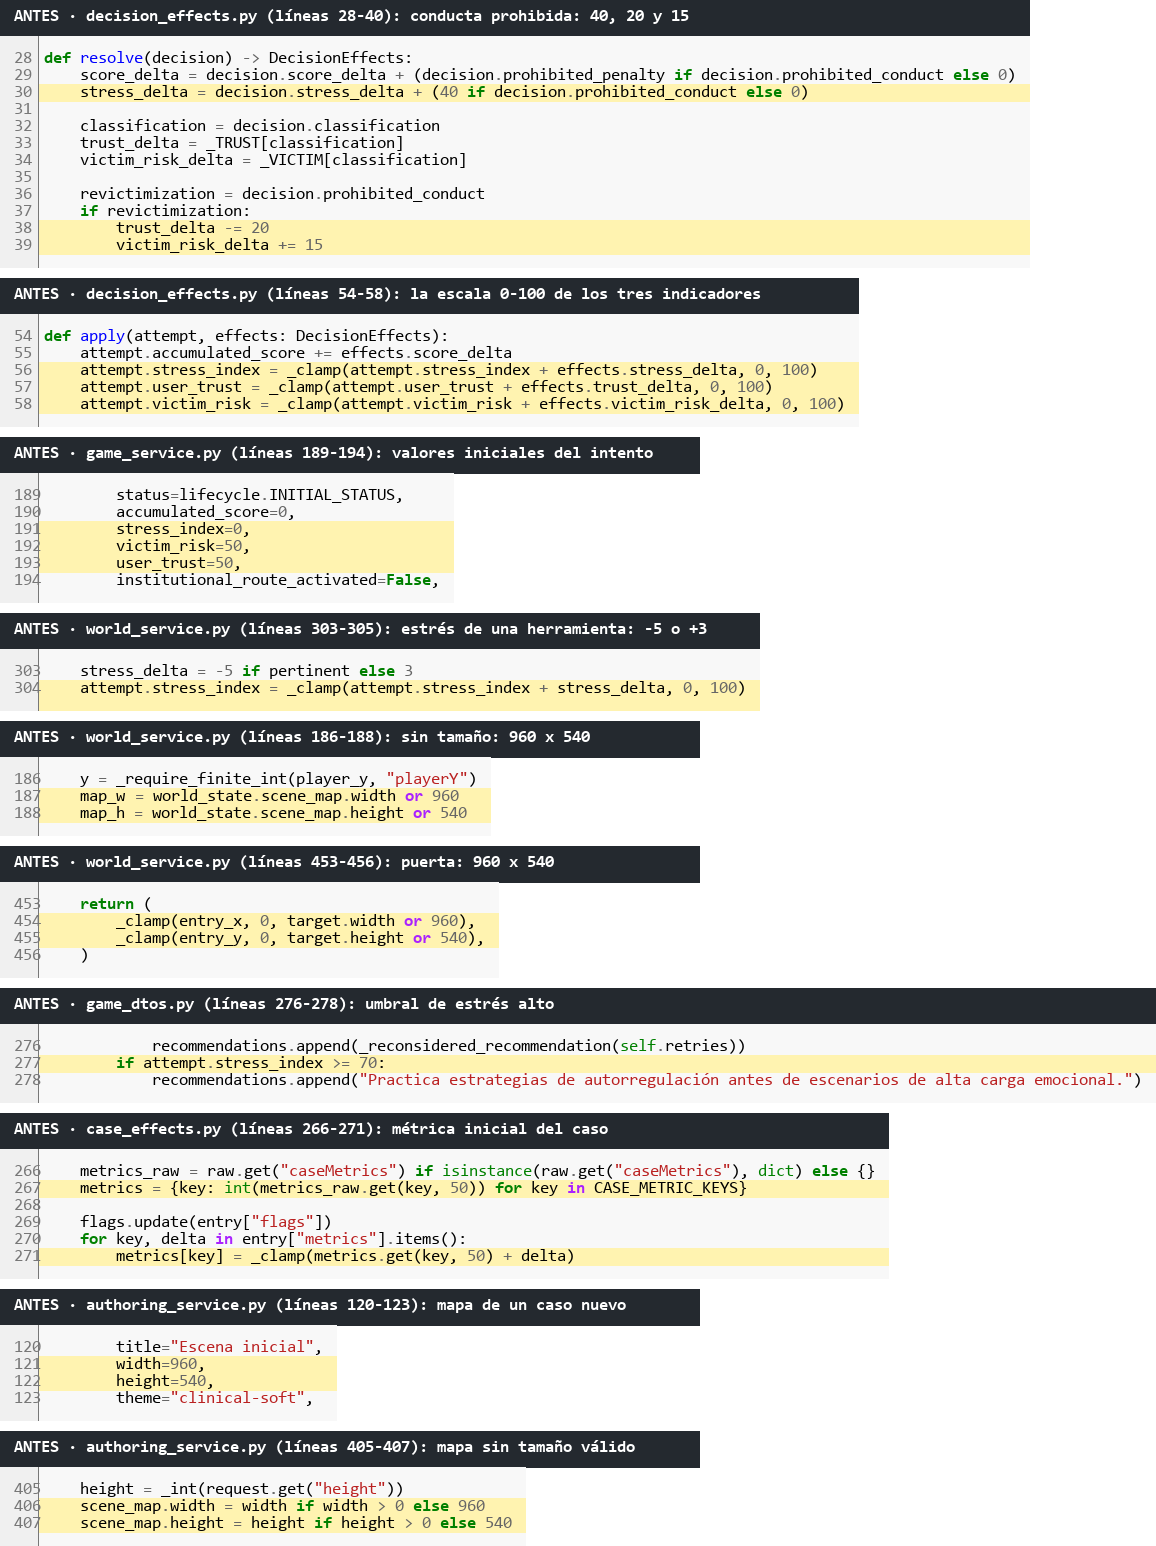 ANTES · decision_effects.py (líneas 28-40): conducta prohibida: 40, 20 y 15
28 def resolve(decision) -> DecisionEffects:
29     score_delta = decision.score_delta + (decision.prohibited_penalty if decision.prohibited_conduct else 0)
30     stress_delta = decision.stress_delta + (40 if decision.prohibited_conduct else 0)
31
32     classification = decision.classification
33     trust_delta = _TRUST[classification]
34     victim_risk_delta = _VICTIM[classification]
35
36     revictimization = decision.prohibited_conduct
37     if revictimization:
38         trust_delta -= 20
39         victim_risk_delta += 15
ANTES · decision_effects.py (líneas 54-58): la escala 0-100 de los tres indicadores
54 def apply(attempt, effects: DecisionEffects):
55     attempt.accumulated_score += effects.score_delta
56     attempt.stress_index = _clamp(attempt.stress_index + effects.stress_delta, 0, 100)
57     attempt.user_trust = _clamp(attempt.user_trust + effects.trust_delta, 0, 100)
58     attempt.victim_risk = _clamp(attempt.victim_risk + effects.victim_risk_delta, 0, 100)
ANTES · game_service.py (líneas 189-194): valores iniciales del intento
189         status=lifecycle.INITIAL_STATUS,
190         accumulated_score=0,
191         stress_index=0,
192         victim_risk=50,
193         user_trust=50,
194         institutional_route_activated=False,
ANTES · world_service.py (líneas 303-305): estrés de una herramienta: -5 o +3
303     stress_delta = -5 if pertinent else 3
304     attempt.stress_index = _clamp(attempt.stress_index + stress_delta, 0, 100)
ANTES · world_service.py (líneas 186-188): sin tamaño: 960 x 540
186     y = _require_finite_int(player_y, "playerY")
187     map_w = world_state.scene_map.width or 960
188     map_h = world_state.scene_map.height or 540
ANTES · world_service.py (líneas 453-456): puerta: 960 x 540
453     return (
454         _clamp(entry_x, 0, target.width or 960),
455         _clamp(entry_y, 0, target.height or 540),
456     )
ANTES · game_dtos.py (líneas 276-278): umbral de estrés alto
276             recommendations.append(_reconsidered_recommendation(self.retries))
277         if attempt.stress_index >= 70:
278             recommendations.append("Practica estrategias de autorregulación antes de escenarios de alta carga emocional.")
ANTES · case_effects.py (líneas 266-271): métrica inicial del caso
266     metrics_raw = raw.get("caseMetrics") if isinstance(raw.get("caseMetrics"), dict) else {}
267     metrics = {key: int(metrics_raw.get(key, 50)) for key in CASE_METRIC_KEYS}
268
269     flags.update(entry["flags"])
270     for key, delta in entry["metrics"].items():
271         metrics[key] = _clamp(metrics.get(key, 50) + delta)
ANTES · authoring_service.py (líneas 120-123): mapa de un caso nuevo
120         title="Escena inicial",
121         width=960,
122         height=540,
123         theme="clinical-soft",
ANTES · authoring_service.py (líneas 405-407): mapa sin tamaño válido
405     height = _int(request.get("height"))
406     scene_map.width = width if width > 0 else 960
407     scene_map.height = height if height > 0 else 540